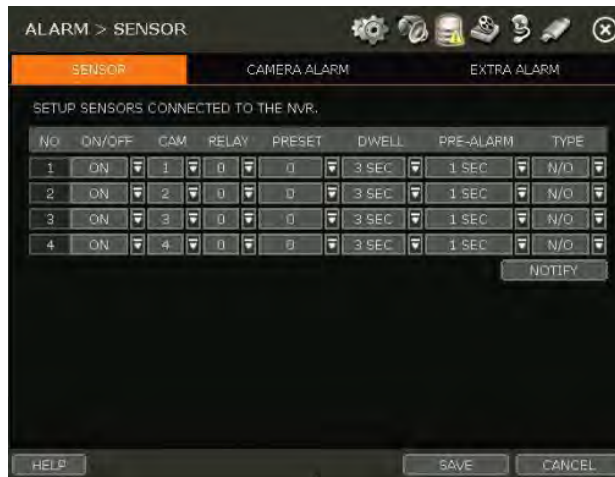 ALARM > SENSOR
SENSOR CAMERA ALARM EXTRA ALARM
SETUP SENSORS CONNECTED TO THE NVR.
NO ON/OFF CAM RELAY PRESET DWELL PRE-ALARM TYPE
1 ON 1 0 0 3 SEC 1 SEC N/O
2 ON 2 0 0 3 SEC 1 SEC N/O
3 ON 3 0 0 3 SEC 1 SEC N/O
4 ON 4 0 0 3 SEC 1 SEC N/O
NOTIFY
HELP SAVE CANCEL